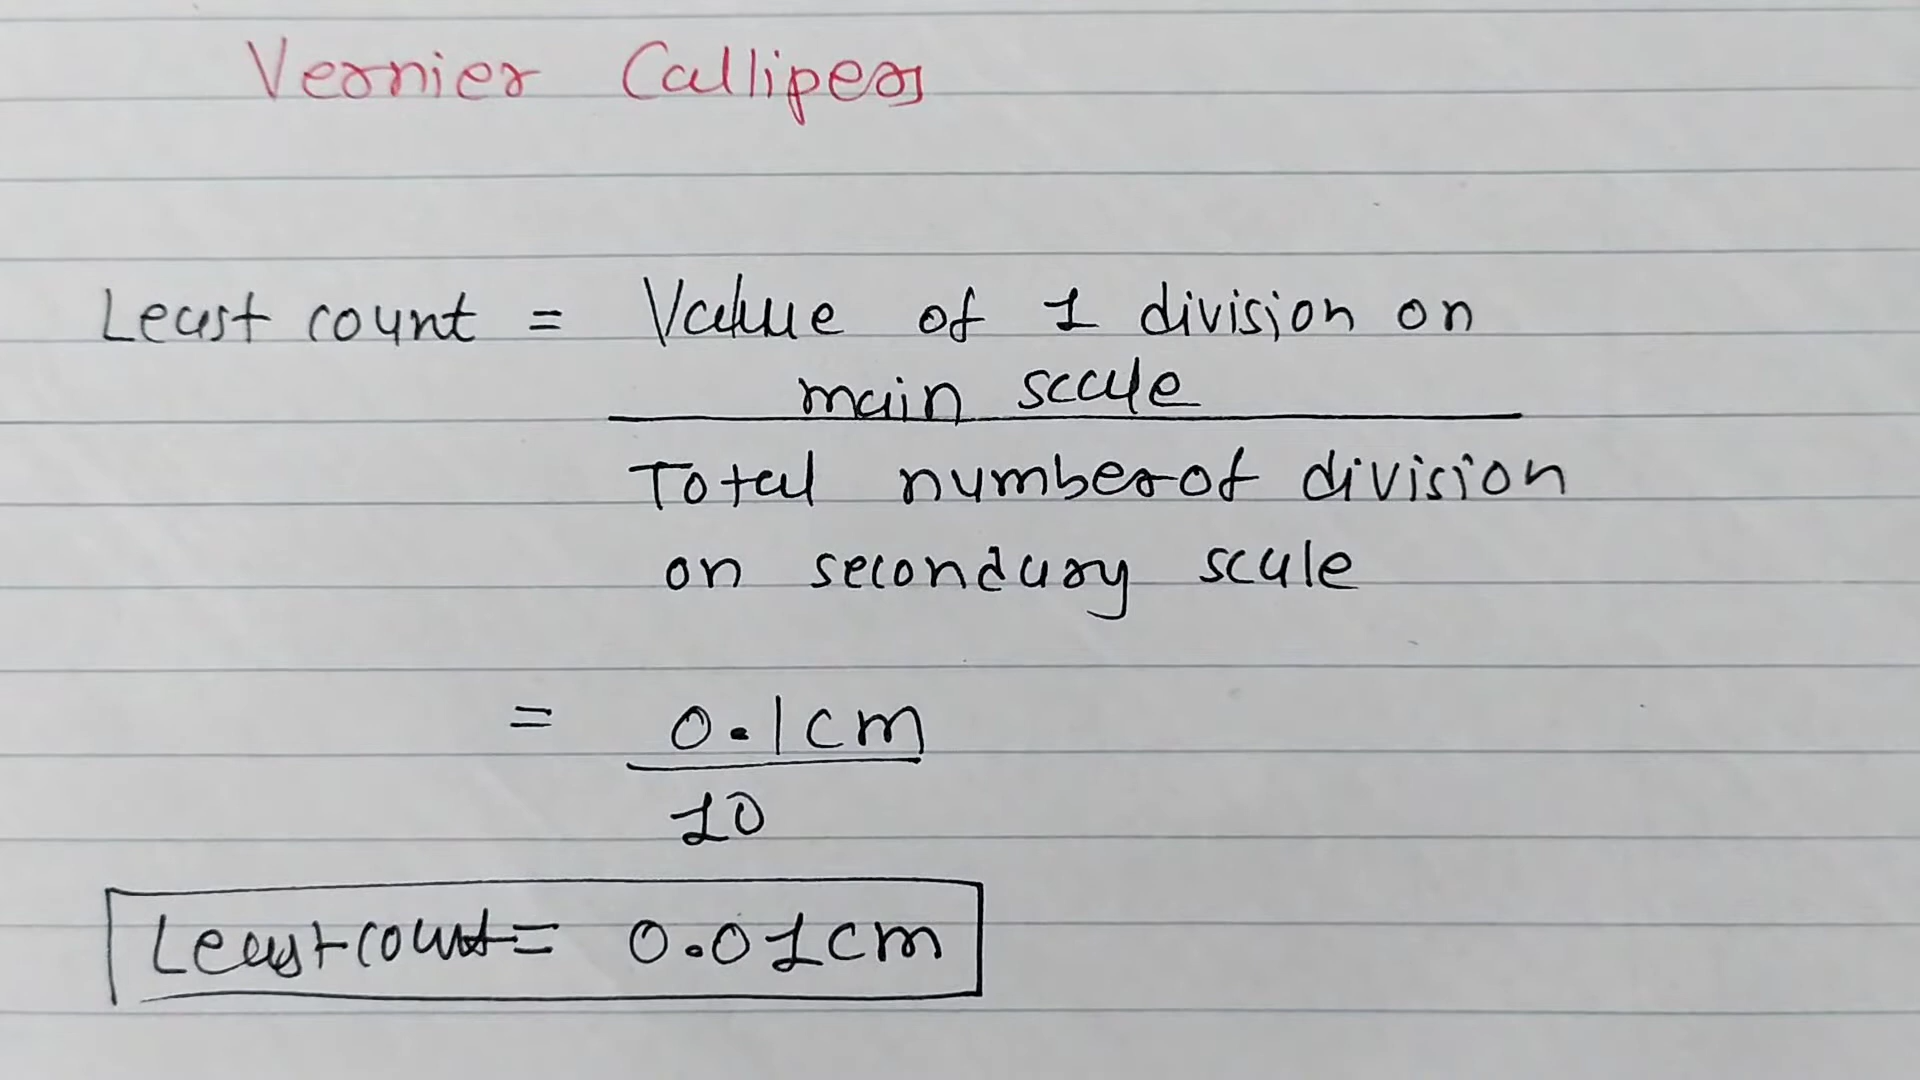 Vernier Callipers
Least count = Value of 1 division on
main scale
Total number of division
on secondary scale
= 0.1cm
10
Least count = 0.01cm